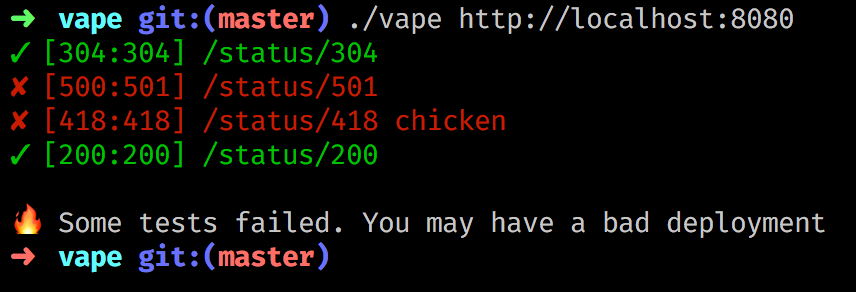 ➜ vape git:(master) ./vape http://localhost:8080
✓ [304:304] /status/304
✘ [500:501] /status/501
✘ [418:418] /status/418 chicken
✓ [200:200] /status/200
🔥 Some tests failed. You may have a bad deployment
➜ vape git:(master)